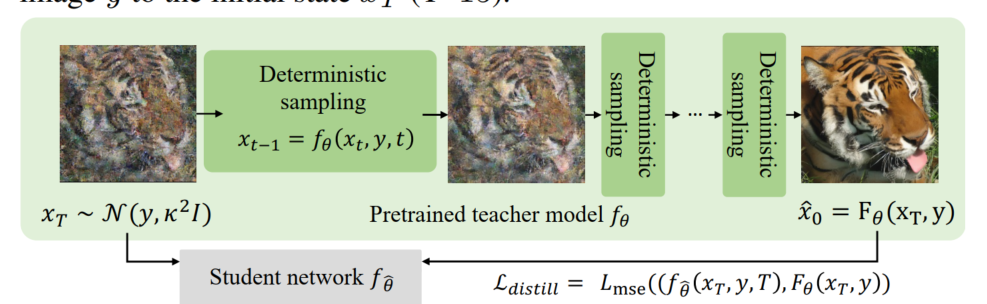 image y to the initial state x_T (T=15).
Deterministic
sampling
x_{t−1} = f_θ(x_t, y, t)
Deterministic
sampling
...
Deterministic
sampling
x_T ~ 𝒩(y, κ²I)
Pretrained teacher model f_θ
x̂_0 = F_θ(x_T, y)
Student network f_θ̂
ℒ_distill = L_mse((f_θ̂(x_T, y, T), F_θ(x_T, y))